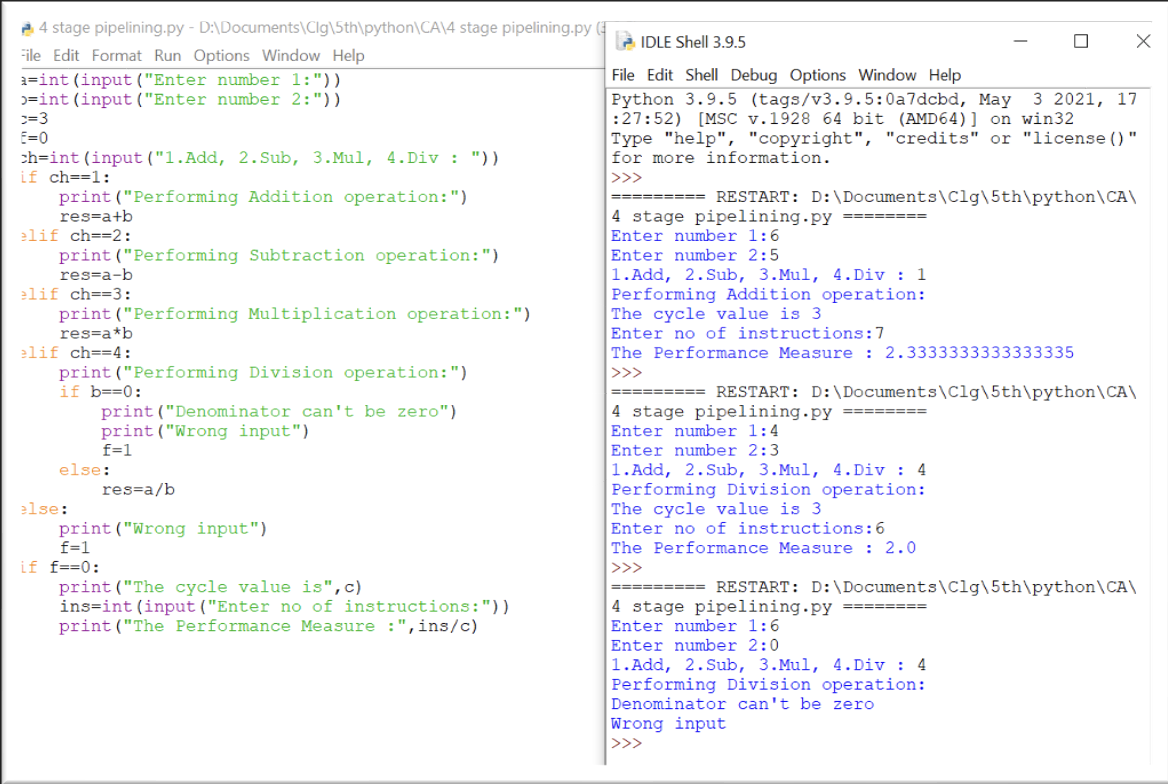 4 stage pipelining.py - D:\Documents\Clg\5th\python\CA\4 stage pipelining.py (3
File Edit Format Run Options Window Help
a=int(input("Enter number 1:"))
b=int(input("Enter number 2:"))
c=3
f=0
ch=int(input("1.Add, 2.Sub, 3.Mul, 4.Div : "))
if ch==1:
    print("Performing Addition operation:")
    res=a+b
elif ch==2:
    print("Performing Subtraction operation:")
    res=a-b
elif ch==3:
    print("Performing Multiplication operation:")
    res=a*b
elif ch==4:
    print("Performing Division operation:")
    if b==0:
        print("Denominator can't be zero")
        print("Wrong input")
        f=1
    else:
        res=a/b
else:
    print("Wrong input")
    f=1
if f==0:
    print("The cycle value is",c)
    ins=int(input("Enter no of instructions:"))
    print("The Performance Measure :",ins/c)
IDLE Shell 3.9.5
File Edit Shell Debug Options Window Help
Python 3.9.5 (tags/v3.9.5:0a7dcbd, May  3 2021, 17
:27:52) [MSC v.1928 64 bit (AMD64)] on win32
Type "help", "copyright", "credits" or "license()"
for more information.
>>>
========= RESTART: D:\Documents\Clg\5th\python\CA\
4 stage pipelining.py ========
Enter number 1:6
Enter number 2:5
1.Add, 2.Sub, 3.Mul, 4.Div : 1
Performing Addition operation:
The cycle value is 3
Enter no of instructions:7
The Performance Measure : 2.3333333333333335
>>>
========= RESTART: D:\Documents\Clg\5th\python\CA\
4 stage pipelining.py ========
Enter number 1:4
Enter number 2:3
1.Add, 2.Sub, 3.Mul, 4.Div : 4
Performing Division operation:
The cycle value is 3
Enter no of instructions:6
The Performance Measure : 2.0
>>>
========= RESTART: D:\Documents\Clg\5th\python\CA\
4 stage pipelining.py ========
Enter number 1:6
Enter number 2:0
1.Add, 2.Sub, 3.Mul, 4.Div : 4
Performing Division operation:
Denominator can't be zero
Wrong input
>>>